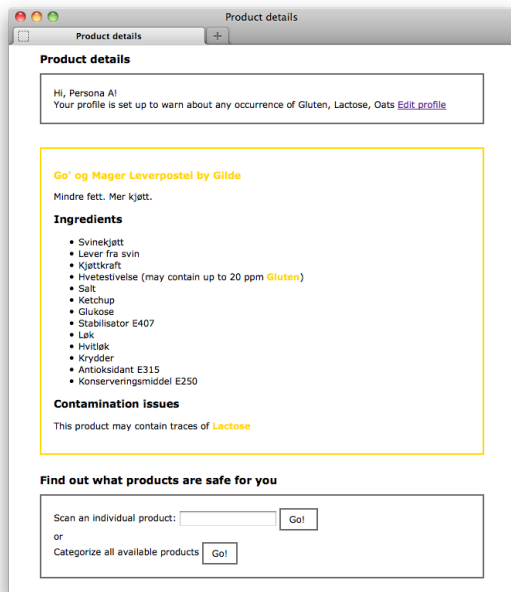 Product details
Product details
Product details
Hi, Persona A!
Your profile is set up to warn about any occurrence of Gluten, Lactose, Oats Edit profile
Go' og Mager Leverpostei by Gilde
Mindre fett. Mer kjøtt.
Ingredients
Svinekjøtt
Lever fra svin
Kjøttkraft
Hvetestivelse (may contain up to 20 ppm Gluten)
Salt
Ketchup
Glukose
Stabilisator E407
Løk
Hvitløk
Krydder
Antioksidant E315
Konserveringsmiddel E250
Contamination issues
This product may contain traces of Lactose
Find out what products are safe for you
Scan an individual product: Go!
or
Categorize all available products Go!